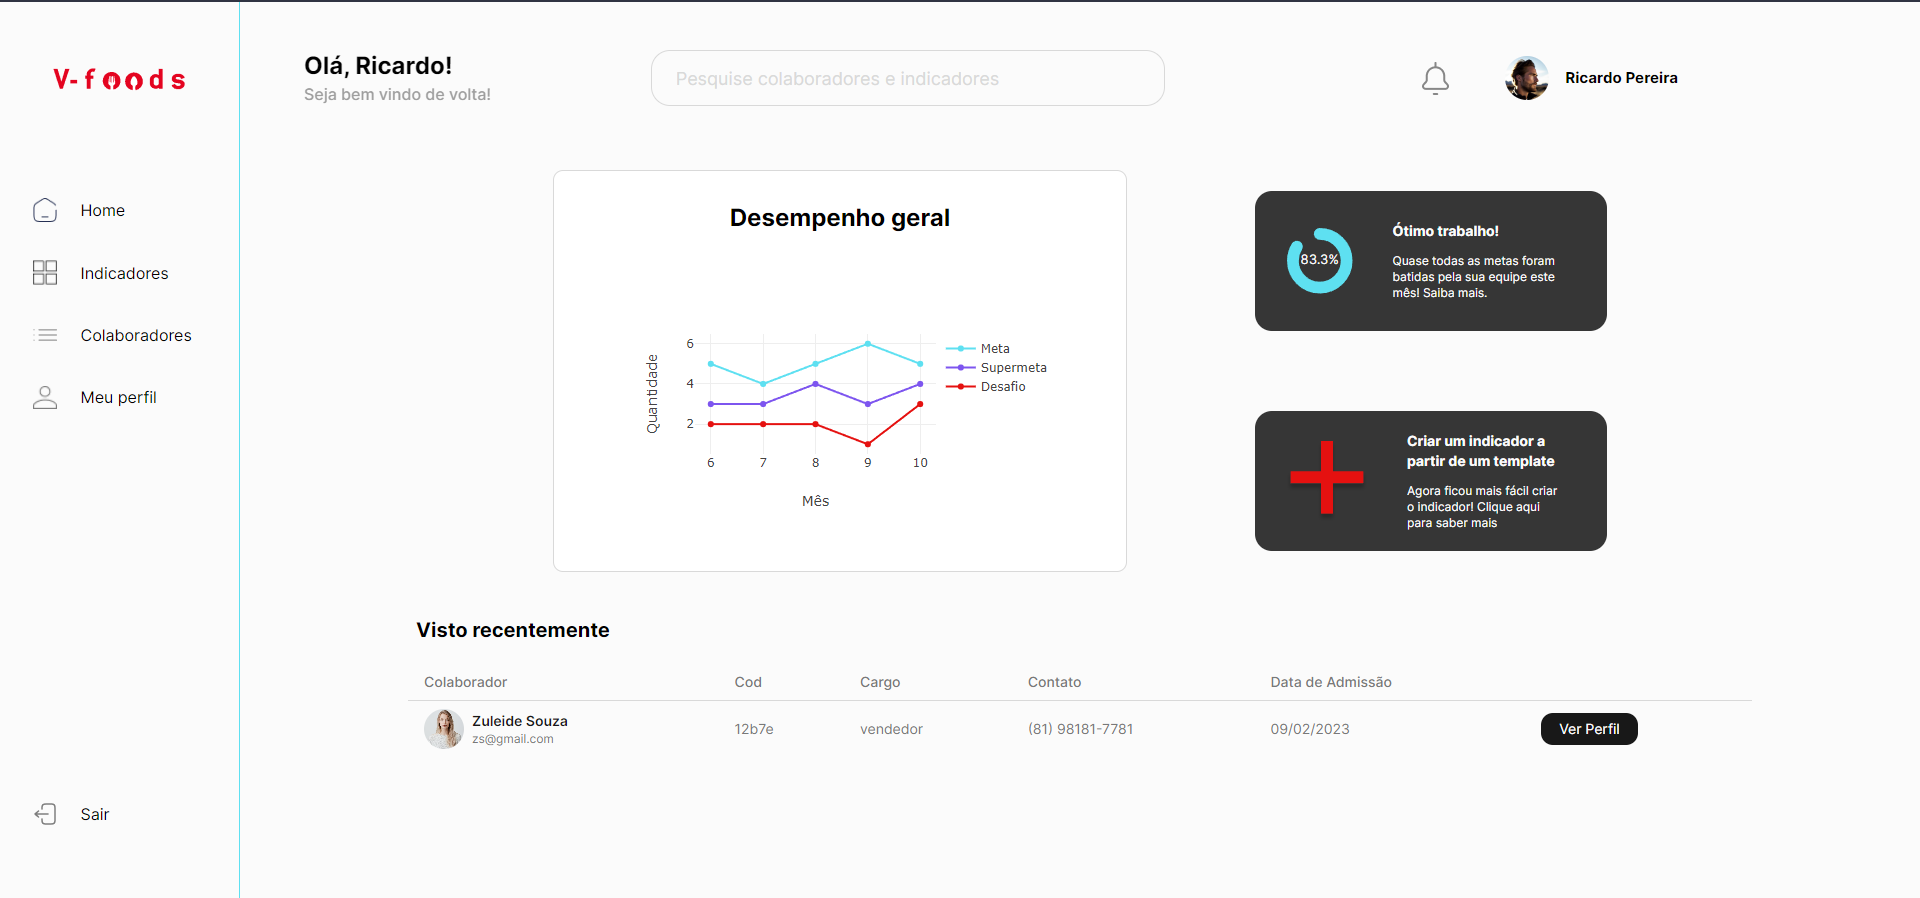 V-foods
Olá, Ricardo!
Seja bem vindo de volta!
Pesquise colaboradores e indicadores
Ricardo Pereira
Home
Indicadores
Colaboradores
Meu perfil
Sair
Desempenho geral
Quantidade
6
4
2
6 7 8 9 10
Mês
Meta
Supermeta
Desafio
83.3%
Ótimo trabalho!
Quase todas as metas foram
batidas pela sua equipe este
mês! Saiba mais.
Criar um indicador a
partir de um template
Agora ficou mais fácil criar
o indicador! Clique aqui
para saber mais
Visto recentemente
Colaborador Cod Cargo Contato Data de Admissão
Zuleide Souza
zs@gmail.com
12b7e vendedor (81) 98181-7781 09/02/2023 Ver Perfil